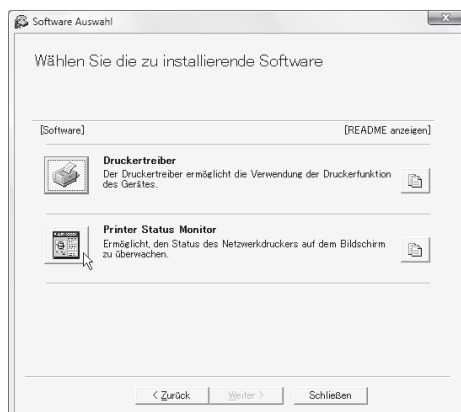 Software Auswahl
Wählen Sie die zu installierende Software
[Software] [README anzeigen]
Druckertreiber
Der Druckertreiber ermöglicht die Verwendung der Druckerfunktion
des Gerätes.
Printer Status Monitor
Ermöglicht, den Status des Netzwerkdruckers auf dem Bildschirm
zu überwachen.
< Zurück Weiter > Schließen